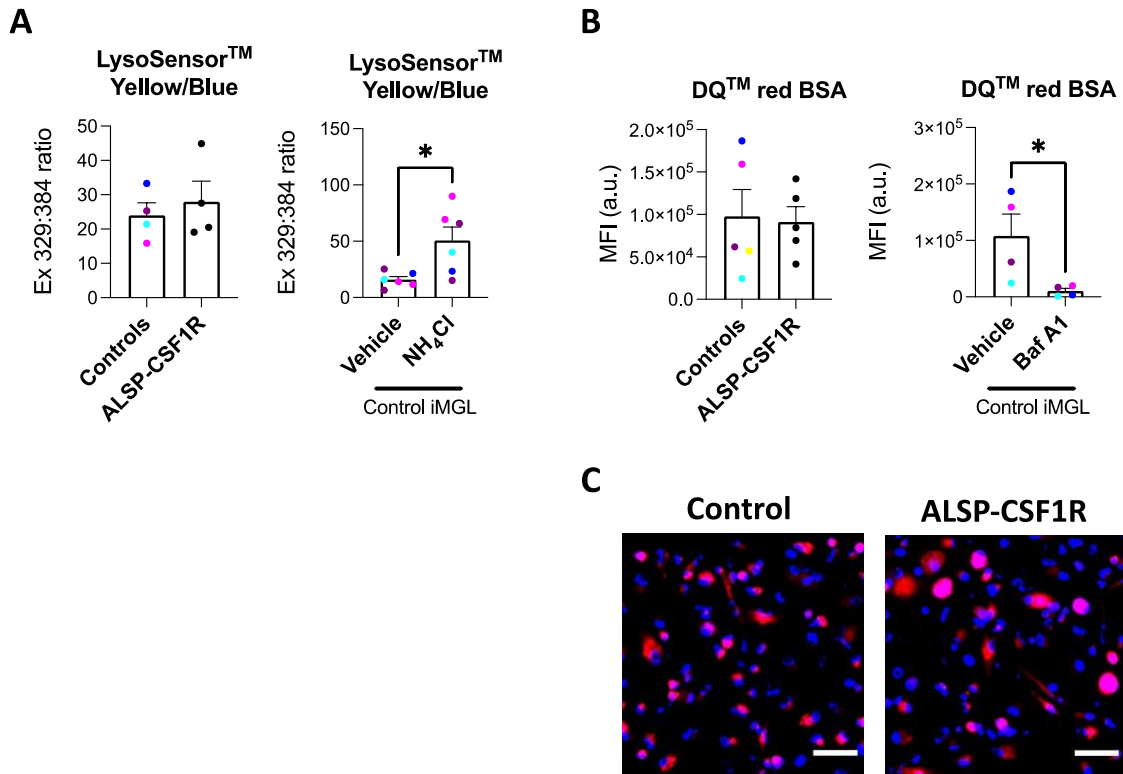 A
LysoSensor™
Yellow/Blue
Ex 329:384 ratio
50
40
30
20
10
0
Controls
ALSP-CSF1R
LysoSensor™
Yellow/Blue
Ex 329:384 ratio
150
100
50
0
*
Vehicle
NH₄Cl
Control iMGL
B
DQ™ red BSA
MFI (a.u.)
2.0×10⁵
1.5×10⁵
1.0×10⁵
5.0×10⁴
0.0
Controls
ALSP-CSF1R
DQ™ red BSA
MFI (a.u.)
3×10⁵
2×10⁵
1×10⁵
0
*
Vehicle
Baf A1
Control iMGL
C
Control
ALSP-CSF1R